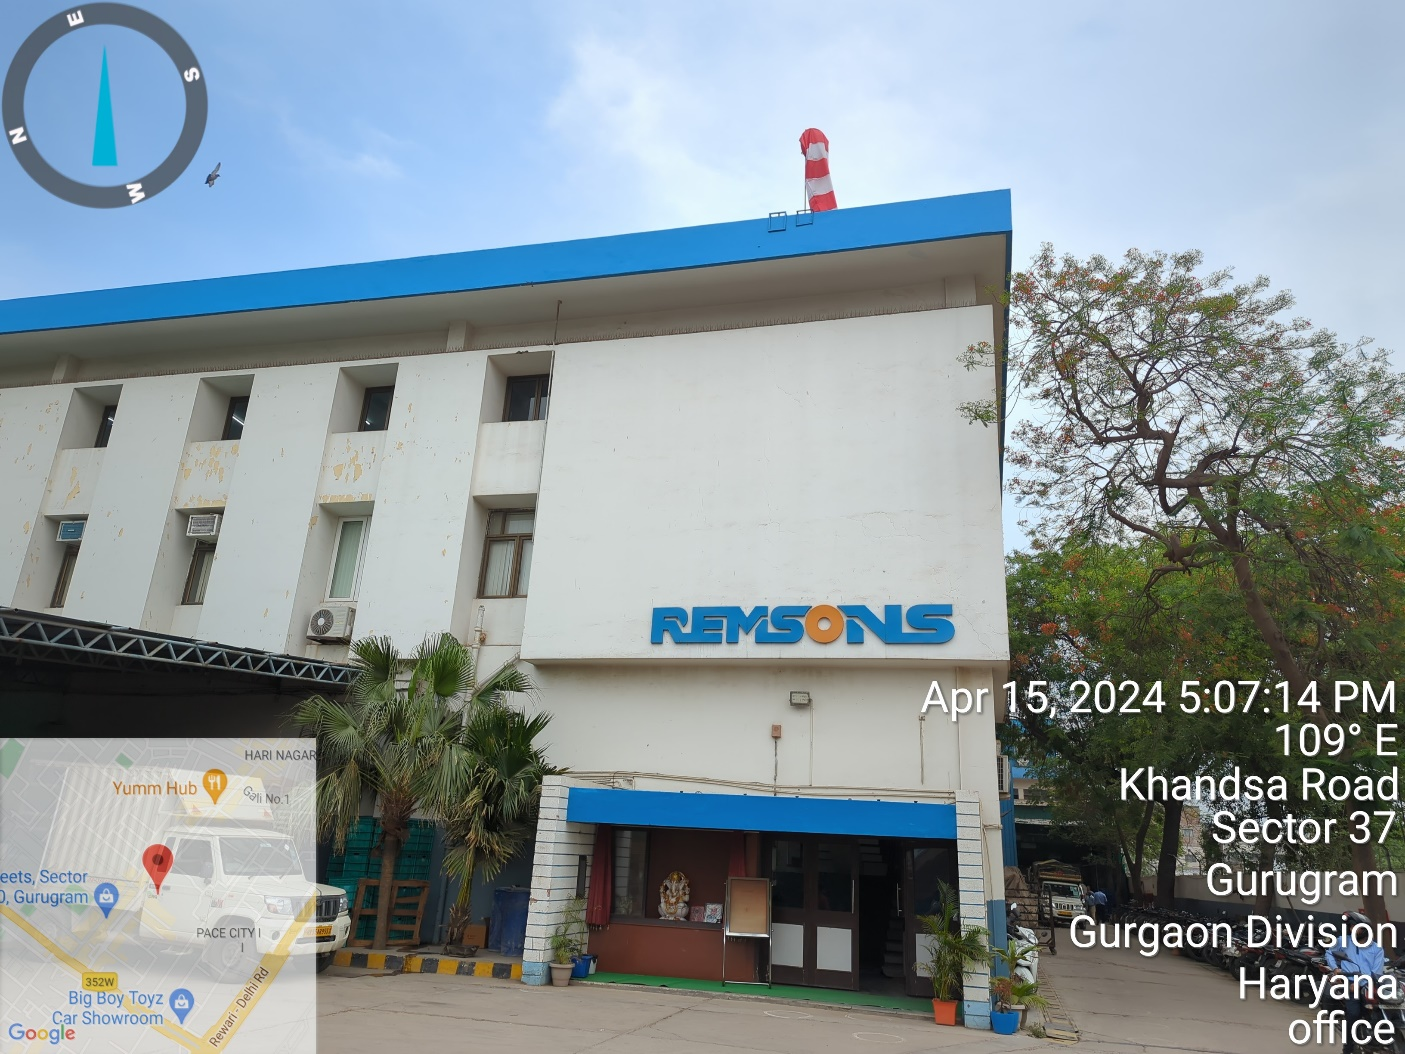 E
S
N
W
REMSONS
Apr 15, 2024 5:07:14 PM
109° E
Khandsa Road
Sector 37
Gurugram
Gurgaon Division
Haryana
office
HARI NAGAR
Yumm Hub
Gali No.1
eets, Sector
0, Gurugram
PACE CITY I
I
352W
Big Boy Toyz
Car Showroom
Rewari - Delhi Rd
Google